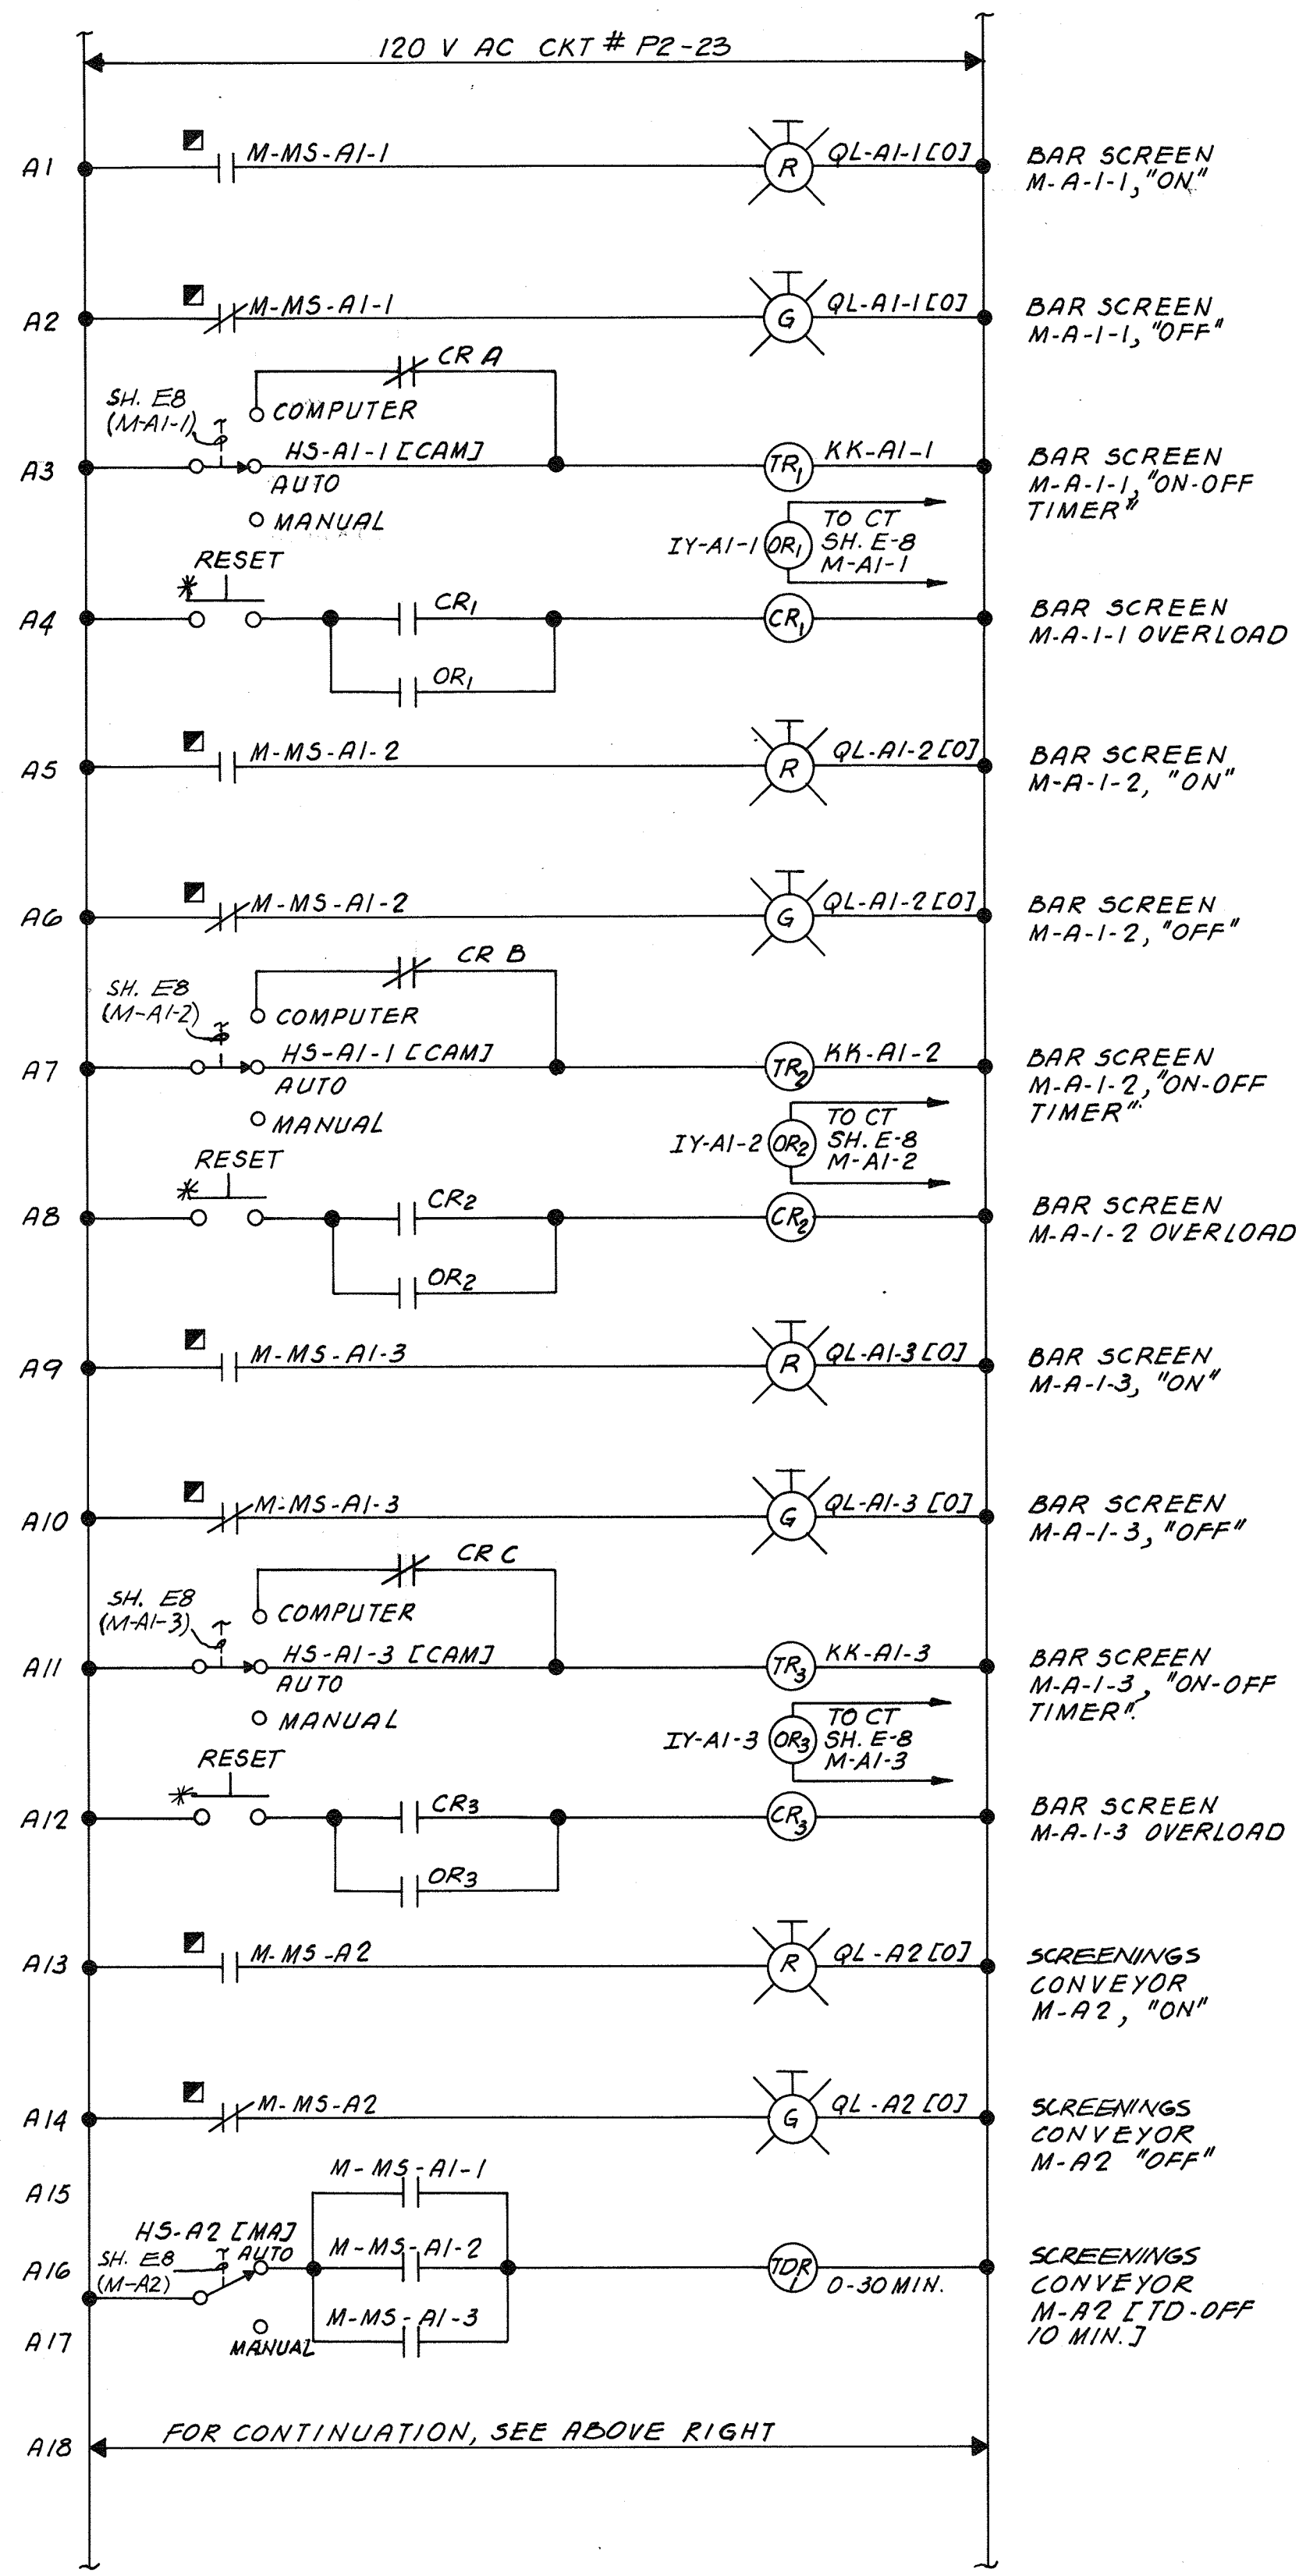 120 V AC CKT # P2-23
A1
M-MS-A1-1
R
QL-A1-1[O]
BAR SCREEN
M-A-1-1, "ON"
A2
M-MS-A1-1
G
QL-A1-1[O]
BAR SCREEN
M-A-1-1, "OFF"
CR A
SH. E8
(M-A1-1)
COMPUTER
A3
HS-A1-1 [CAM]
AUTO
MANUAL
TR1
KK-A1-1
BAR SCREEN
M-A-1-1, "ON-OFF
TIMER"
IY-A1-1
OR1
TO CT
SH. E-8
M-A1-1
RESET
*
A4
CR1
OR1
CR1
BAR SCREEN
M-A-1-1 OVERLOAD
A5
M-MS-A1-2
R
QL-A1-2[O]
BAR SCREEN
M-A-1-2, "ON"
A6
M-MS-A1-2
G
QL-A1-2[O]
BAR SCREEN
M-A-1-2, "OFF"
CR B
SH. E8
(M-A1-2)
COMPUTER
A7
HS-A1-1 [CAM]
AUTO
MANUAL
TR2
KK-A1-2
BAR SCREEN
M-A-1-2, "ON-OFF
TIMER".
IY-A1-2
OR2
TO CT
SH. E-8
M-A1-2
RESET
*
A8
CR2
OR2
CR2
BAR SCREEN
M-A-1-2 OVERLOAD
A9
M-MS-A1-3
R
QL-A1-3[O]
BAR SCREEN
M-A-1-3, "ON"
A10
M-MS-A1-3
G
QL-A1-3 [O]
BAR SCREEN
M-A-1-3, "OFF"
CR C
SH. E8
(M-A1-3)
COMPUTER
A11
HS-A1-3 [CAM]
AUTO
MANUAL
TR3
KK-A1-3
BAR SCREEN
M-A-1-3, "ON-OFF
TIMER".
IY-A1-3
OR3
TO CT
SH. E-8
M-A1-3
RESET
*
A12
CR3
OR3
CR3
BAR SCREEN
M-A-1-3 OVERLOAD
A13
M-MS-A2
R
QL-A2[O]
SCREENINGS
CONVEYOR
M-A2, "ON"
A14
M-MS-A2
G
QL-A2[O]
SCREENINGS
CONVEYOR
M-A2 "OFF"
A15
M-MS-A1-1
HS-A2 [MA]
AUTO
SH. E8
(M-A2)
A16
M-MS-A1-2
TDR1
0-30 MIN.
SCREENINGS
CONVEYOR
M-A2 [TD-OFF
10 MIN.]
A17
M-MS-A1-3
MANUAL
A18
FOR CONTINUATION, SEE ABOVE RIGHT